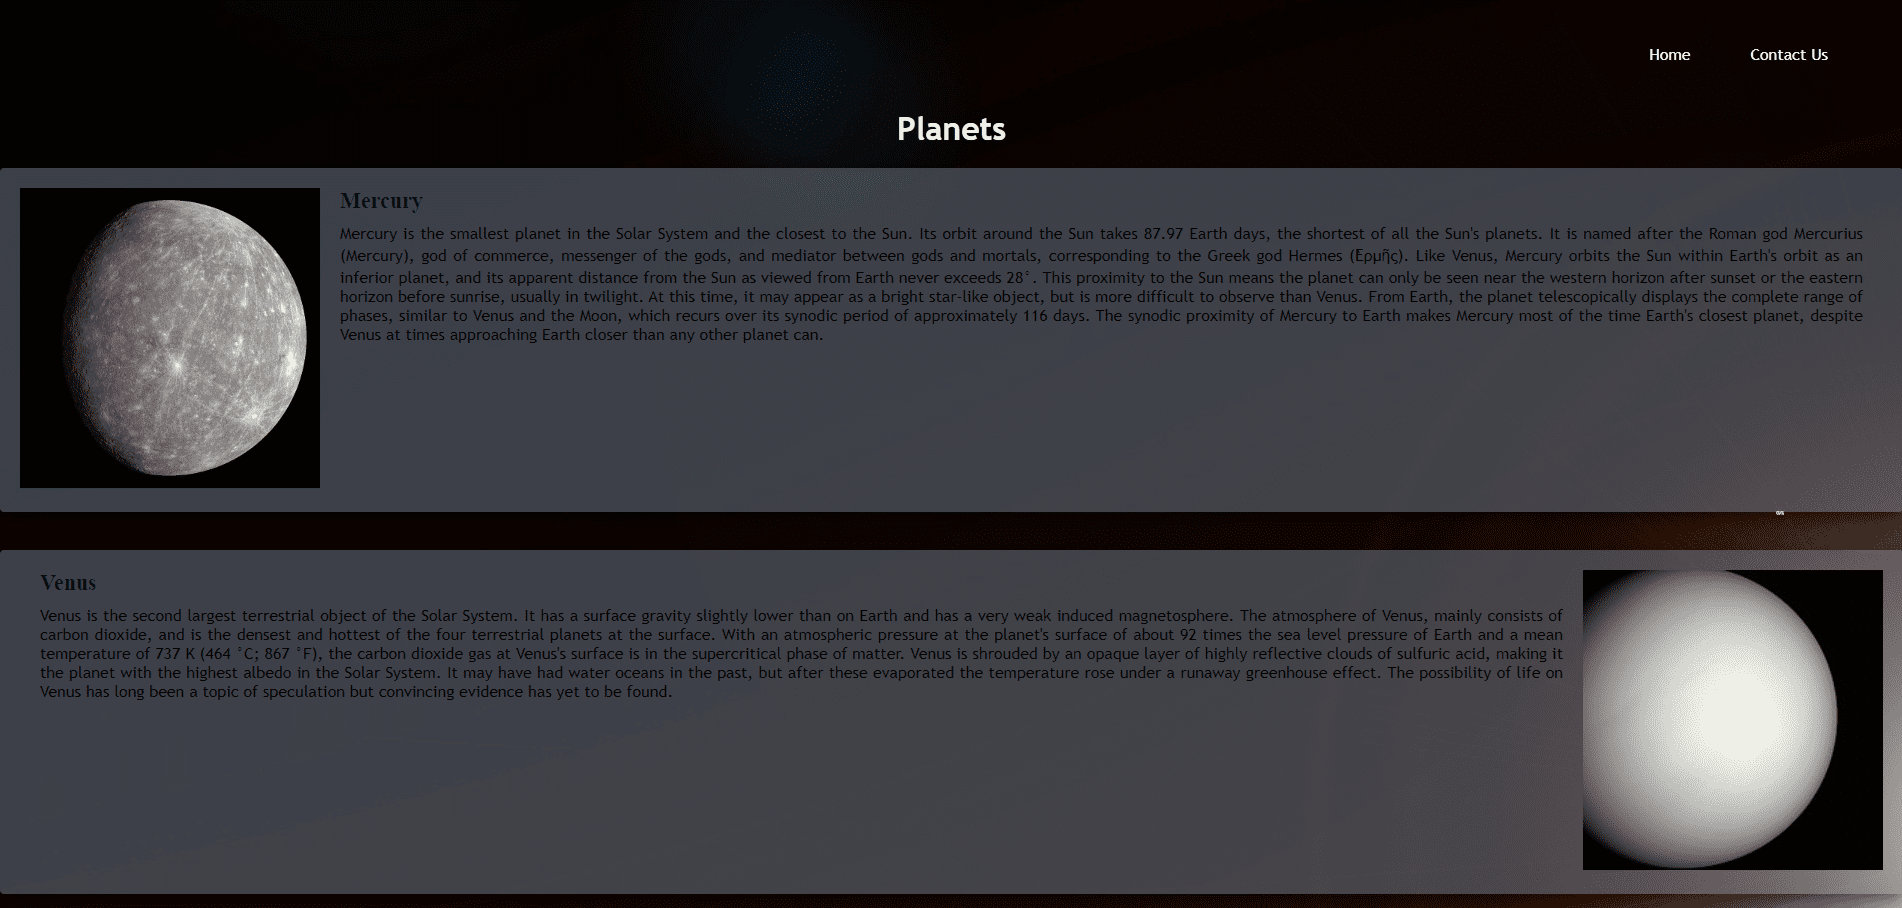 Home
Contact Us
Planets
Mercury
Mercury is the smallest planet in the Solar System and the closest to the Sun. Its orbit around the Sun takes 87.97 Earth days, the shortest of all the Sun's planets. It is named after the Roman god Mercurius
(Mercury), god of commerce, messenger of the gods, and mediator between gods and mortals, corresponding to the Greek god Hermes (Ἑρμῆς). Like Venus, Mercury orbits the Sun within Earth's orbit as an
inferior planet, and its apparent distance from the Sun as viewed from Earth never exceeds 28°. This proximity to the Sun means the planet can only be seen near the western horizon after sunset or the eastern
horizon before sunrise, usually in twilight. At this time, it may appear as a bright star-like object, but is more difficult to observe than Venus. From Earth, the planet telescopically displays the complete range of
phases, similar to Venus and the Moon, which recurs over its synodic period of approximately 116 days. The synodic proximity of Mercury to Earth makes Mercury most of the time Earth's closest planet, despite
Venus at times approaching Earth closer than any other planet can.
Venus
Venus is the second largest terrestrial object of the Solar System. It has a surface gravity slightly lower than on Earth and has a very weak induced magnetosphere. The atmosphere of Venus, mainly consists of
carbon dioxide, and is the densest and hottest of the four terrestrial planets at the surface. With an atmospheric pressure at the planet's surface of about 92 times the sea level pressure of Earth and a mean
temperature of 737 K (464 °C; 867 °F), the carbon dioxide gas at Venus's surface is in the supercritical phase of matter. Venus is shrouded by an opaque layer of highly reflective clouds of sulfuric acid, making it
the planet with the highest albedo in the Solar System. It may have had water oceans in the past, but after these evaporated the temperature rose under a runaway greenhouse effect. The possibility of life on
Venus has long been a topic of speculation but convincing evidence has yet to be found.